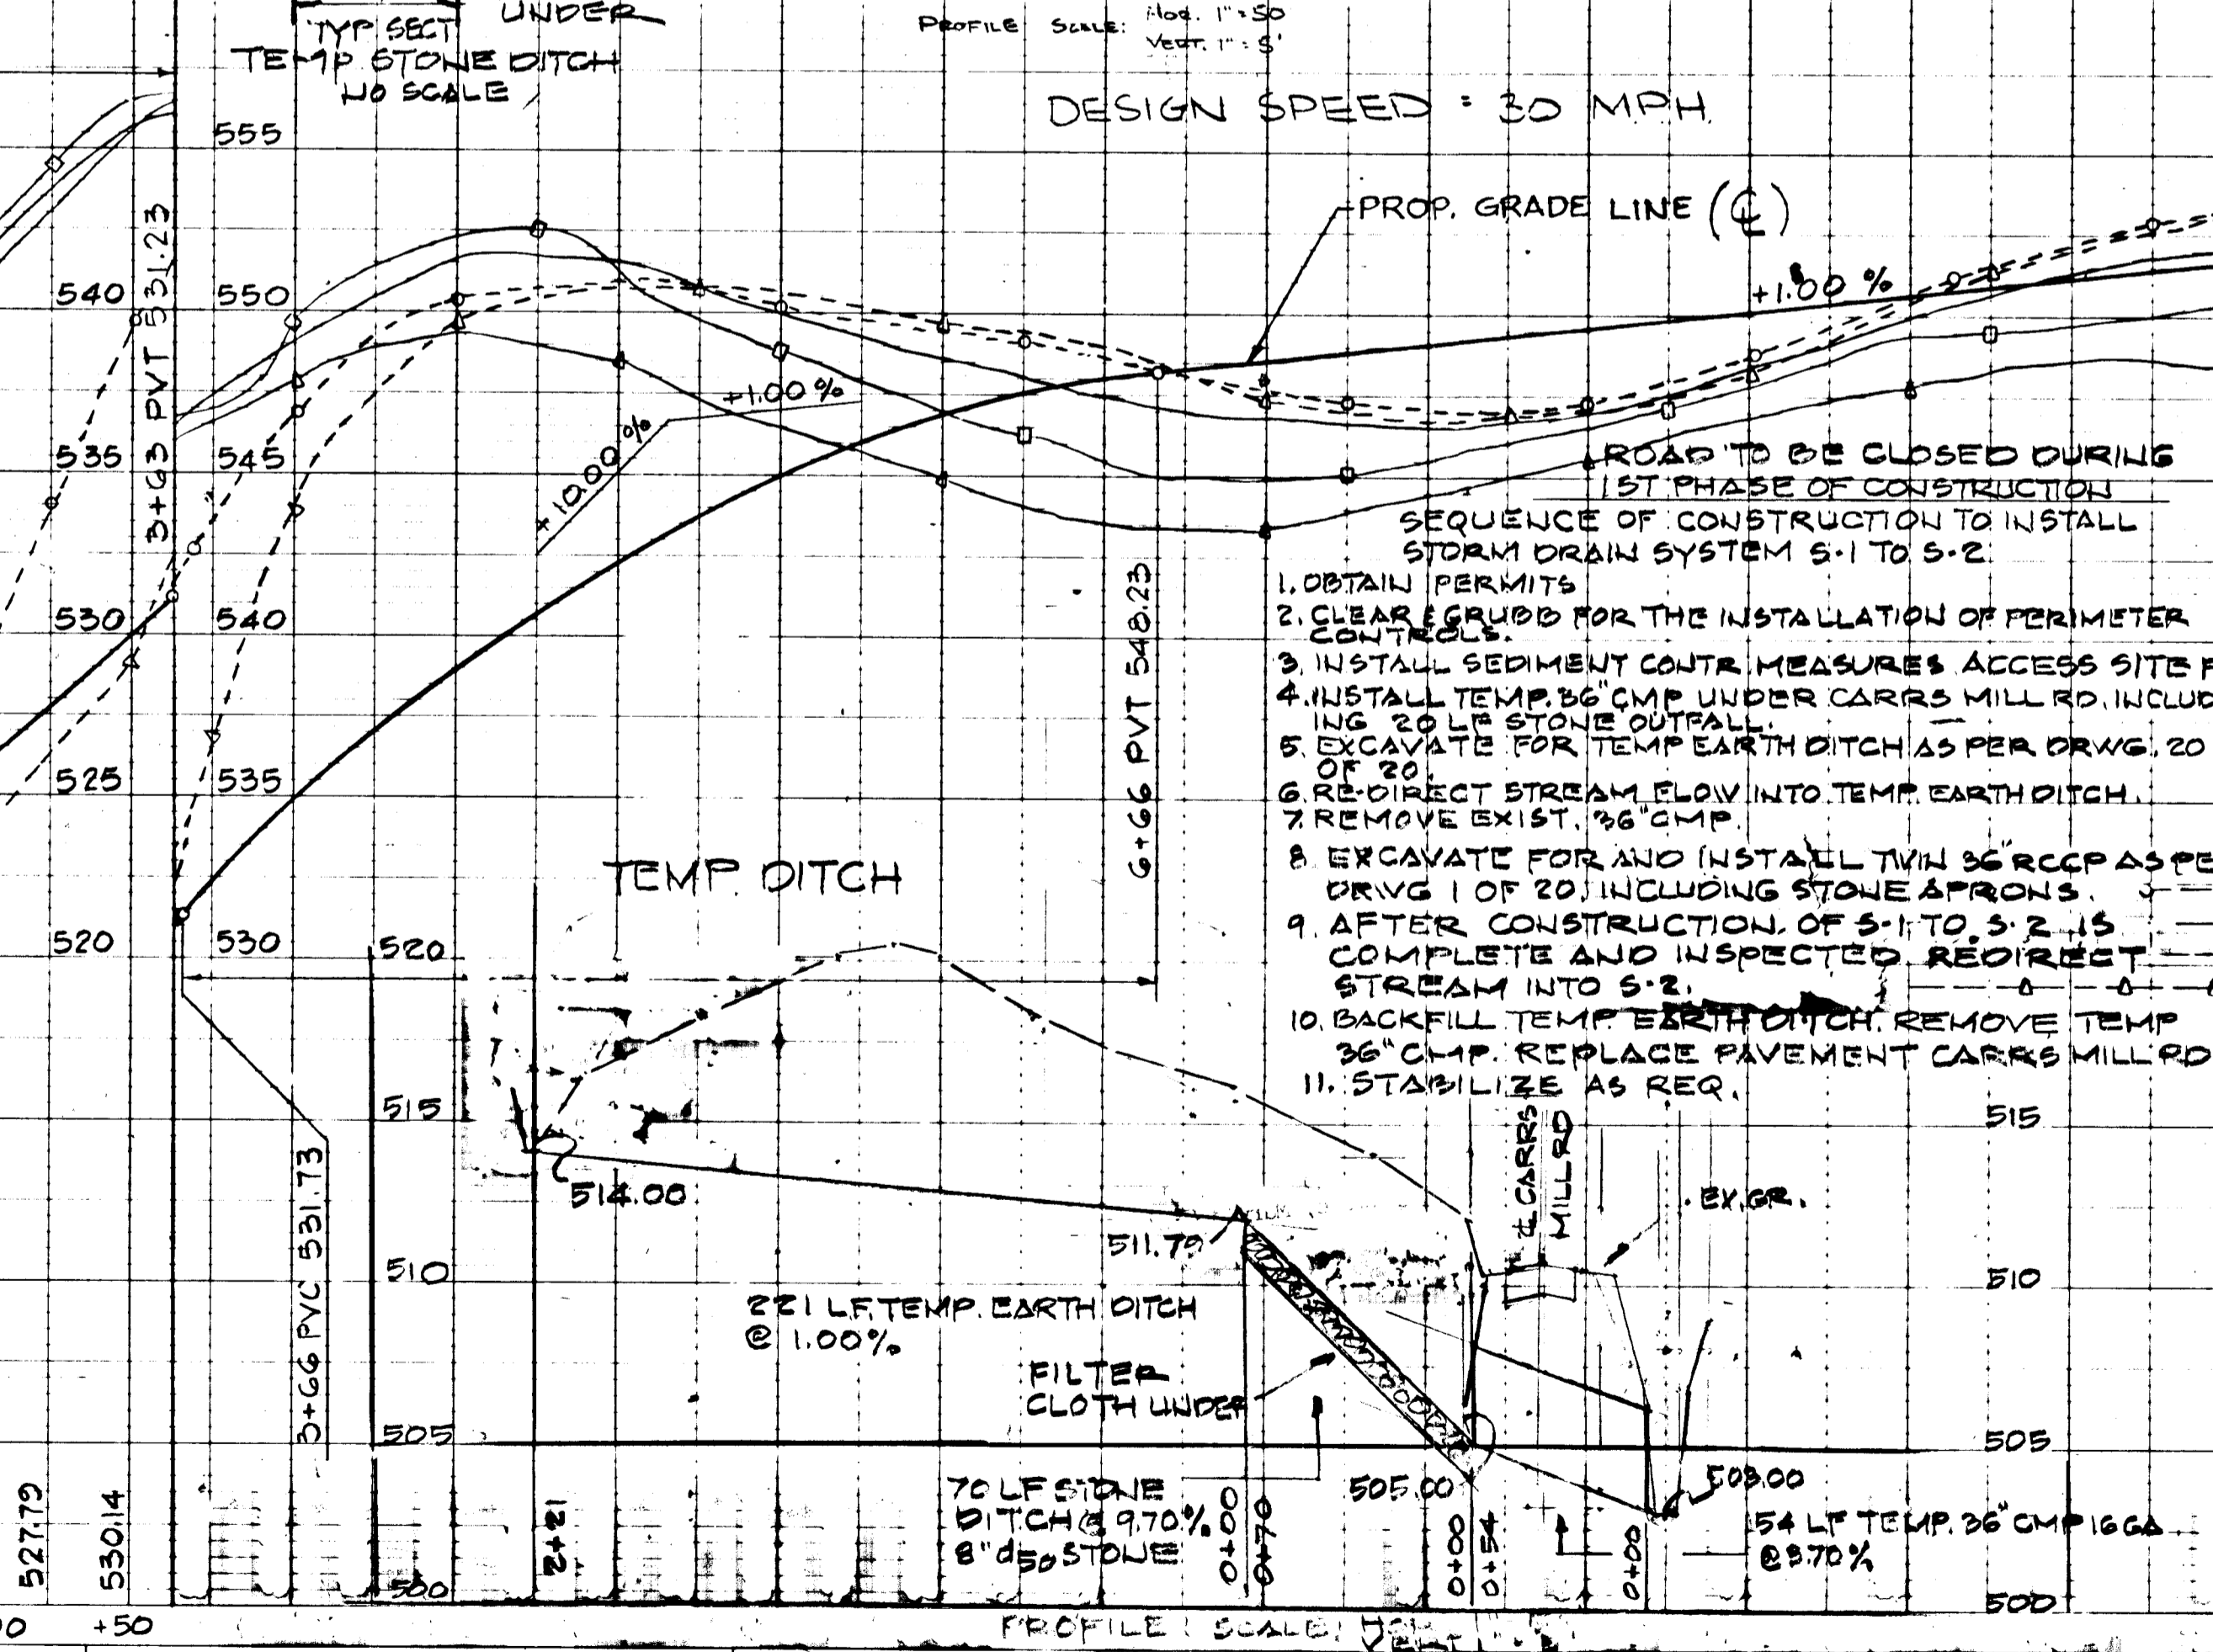 UNDER
TYP SECT
TEMP STONE DITCH
NO SCALE
PROFILE SCALE: HOR. 1"=50'
VERT. 1"=5'
DESIGN SPEED = 30 M.P.H.
PROP. GRADE LINE (℄)
+1.00 %
+1.00 %
+10.00 %
555
540 550
535 545
530 540
525 535
520 530
3+63 PVT 531.23
6+66 PVT 548.23
3+66 PVC 531.73
ROAD TO BE CLOSED DURING
1ST PHASE OF CONSTRUCTION
SEQUENCE OF CONSTRUCTION TO INSTALL
STORM DRAIN SYSTEM S-1 TO S-2
1. OBTAIN PERMITS
2. CLEAR & GRUBB FOR THE INSTALLATION OF PERIMETER
CONTROLS.
3. INSTALL SEDIMENT CONTR. MEASURES ACCESS SITE
4. INSTALL TEMP. 36" CMP UNDER CARRS MILL RD. INCLUD
ING 20 LF STONE OUTFALL.
5. EXCAVATE FOR TEMP EARTH DITCH AS PER DRWG. 20
OF 20.
6. RE-DIRECT STREAM FLOW INTO TEMP. EARTH DITCH.
7. REMOVE EXIST. 36" CMP.
8. EXCAVATE FOR AND INSTALL TWIN 36" RCCP AS PE
DRWG 1 OF 20, INCLUDING STONE APRONS.
9. AFTER CONSTRUCTION OF S-1 TO S-2 IS
COMPLETE AND INSPECTED REDIRECT
STREAM INTO S-2.
10. BACKFILL TEMP EARTH DITCH. REMOVE TEMP
36" CMP. REPLACE PAVEMENT CARRS MILL RD
11. STABILIZE AS REQ.
TEMP. DITCH
520
515
510
505
500
514.00
511.79
221 LF. TEMP. EARTH DITCH
@ 1.00%
FILTER
CLOTH UNDER
70 LF STONE
DITCH @ 9.70%
8" d50 STONE
505.00
503.00
54 LF TEMP. 36" CMP 16 GA
@ 3.70%
℄ CARRS
MILL RD
EX. GR.
515
510
505
500
2+21
0+00
0+70
0+00
0+54
0+00
527.79
530.14
+50
PROFILE SCALE: